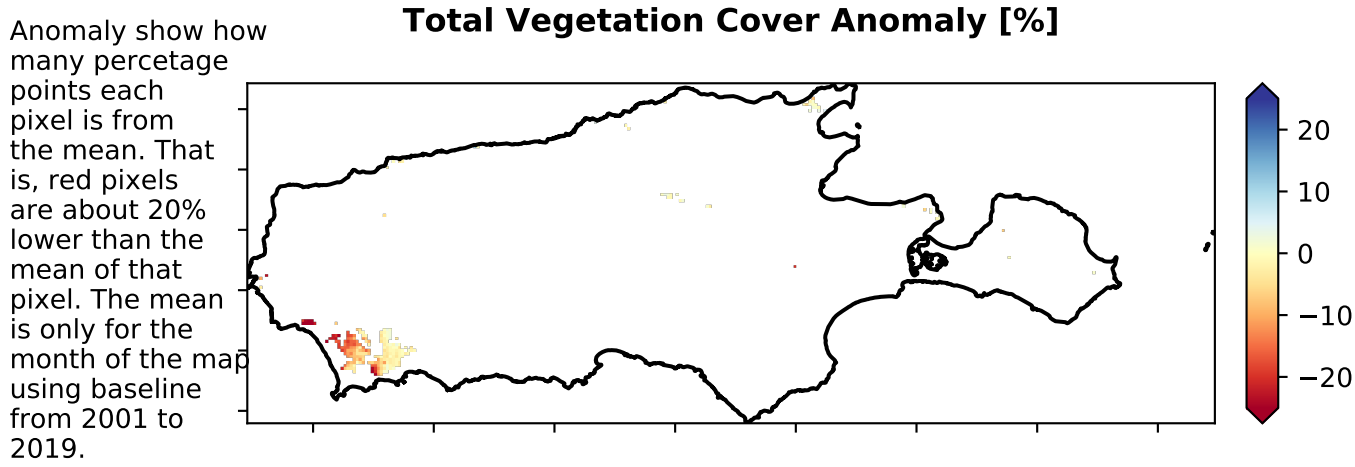 Total Vegetation Cover Anomaly [%]
Anomaly show how
many percetage
points each
pixel is from
the mean. That
is, red pixels
are about 20%
lower than the
mean of that
pixel. The mean
is only for the
month of the map
using baseline
from 2001 to
2019.
20
10
0
−10
−20